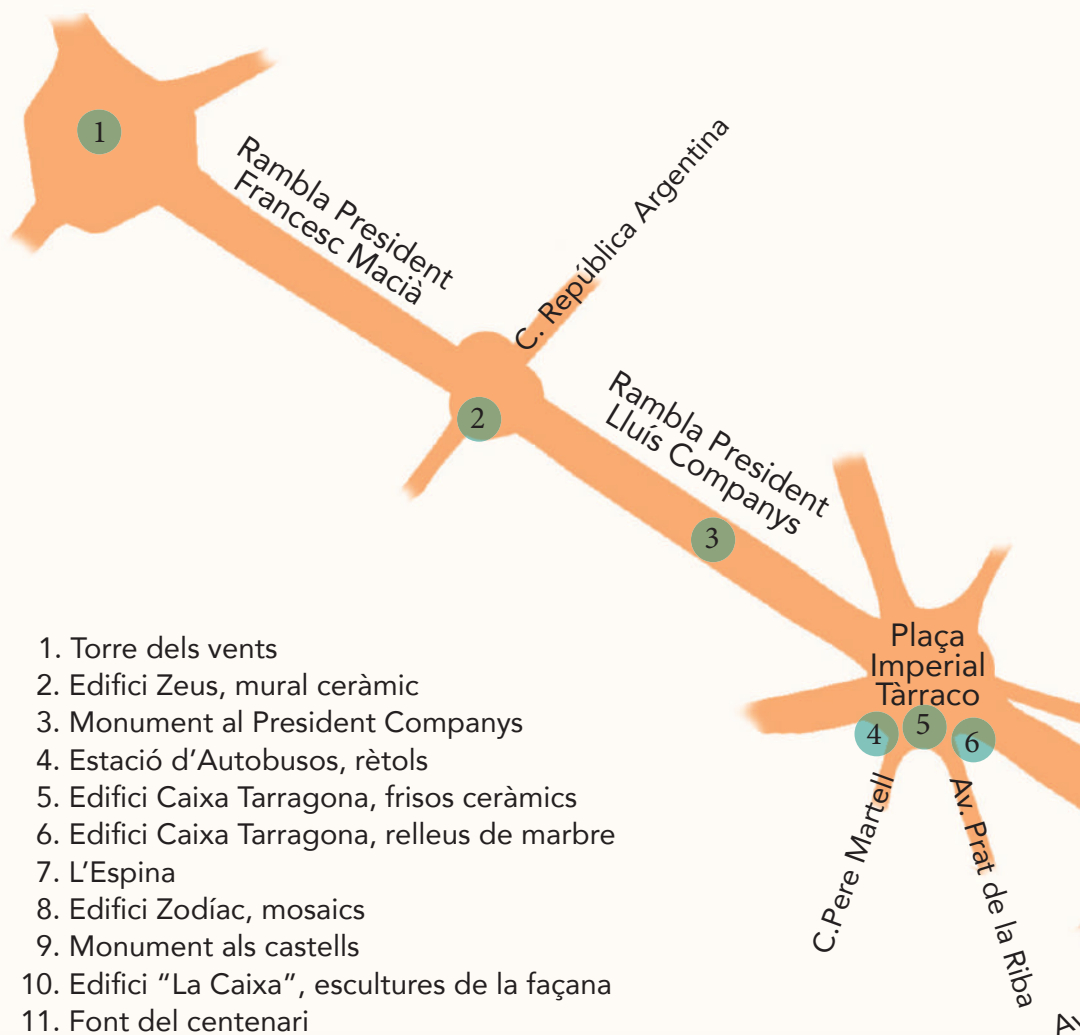 1
Rambla President
Francesc Macià
C. República Argentina
2
Rambla President
Lluís Companys
3
Plaça
Imperial
Tàrraco
4
5
6
C.Pere Martell
Av. Prat de la Riba
1. Torre dels vents
2. Edifici Zeus, mural ceràmic
3. Monument al President Companys
4. Estació d'Autobusos, rètols
5. Edifici Caixa Tarragona, frisos ceràmics
6. Edifici Caixa Tarragona, relleus de marbre
7. L'Espina
8. Edifici Zodíac, mosaics
9. Monument als castells
10. Edifici “La Caixa”, escultures de la façana
11. Font del centenari